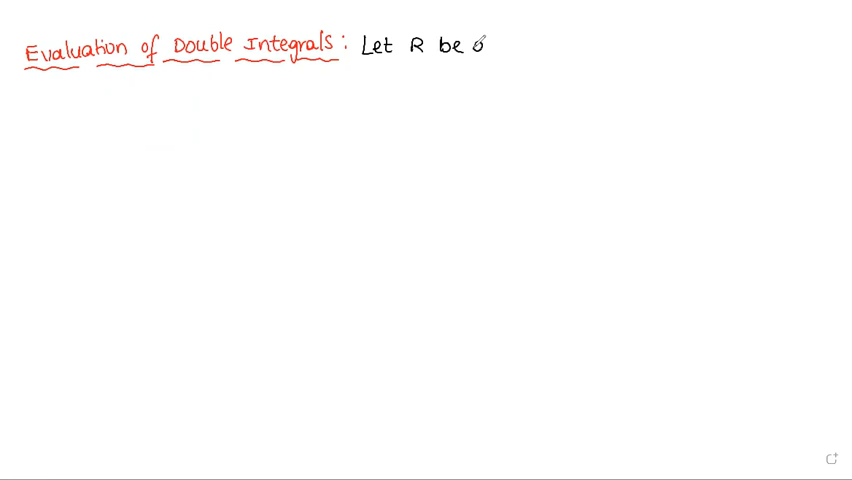 Evaluation of Double Integrals : Let R be